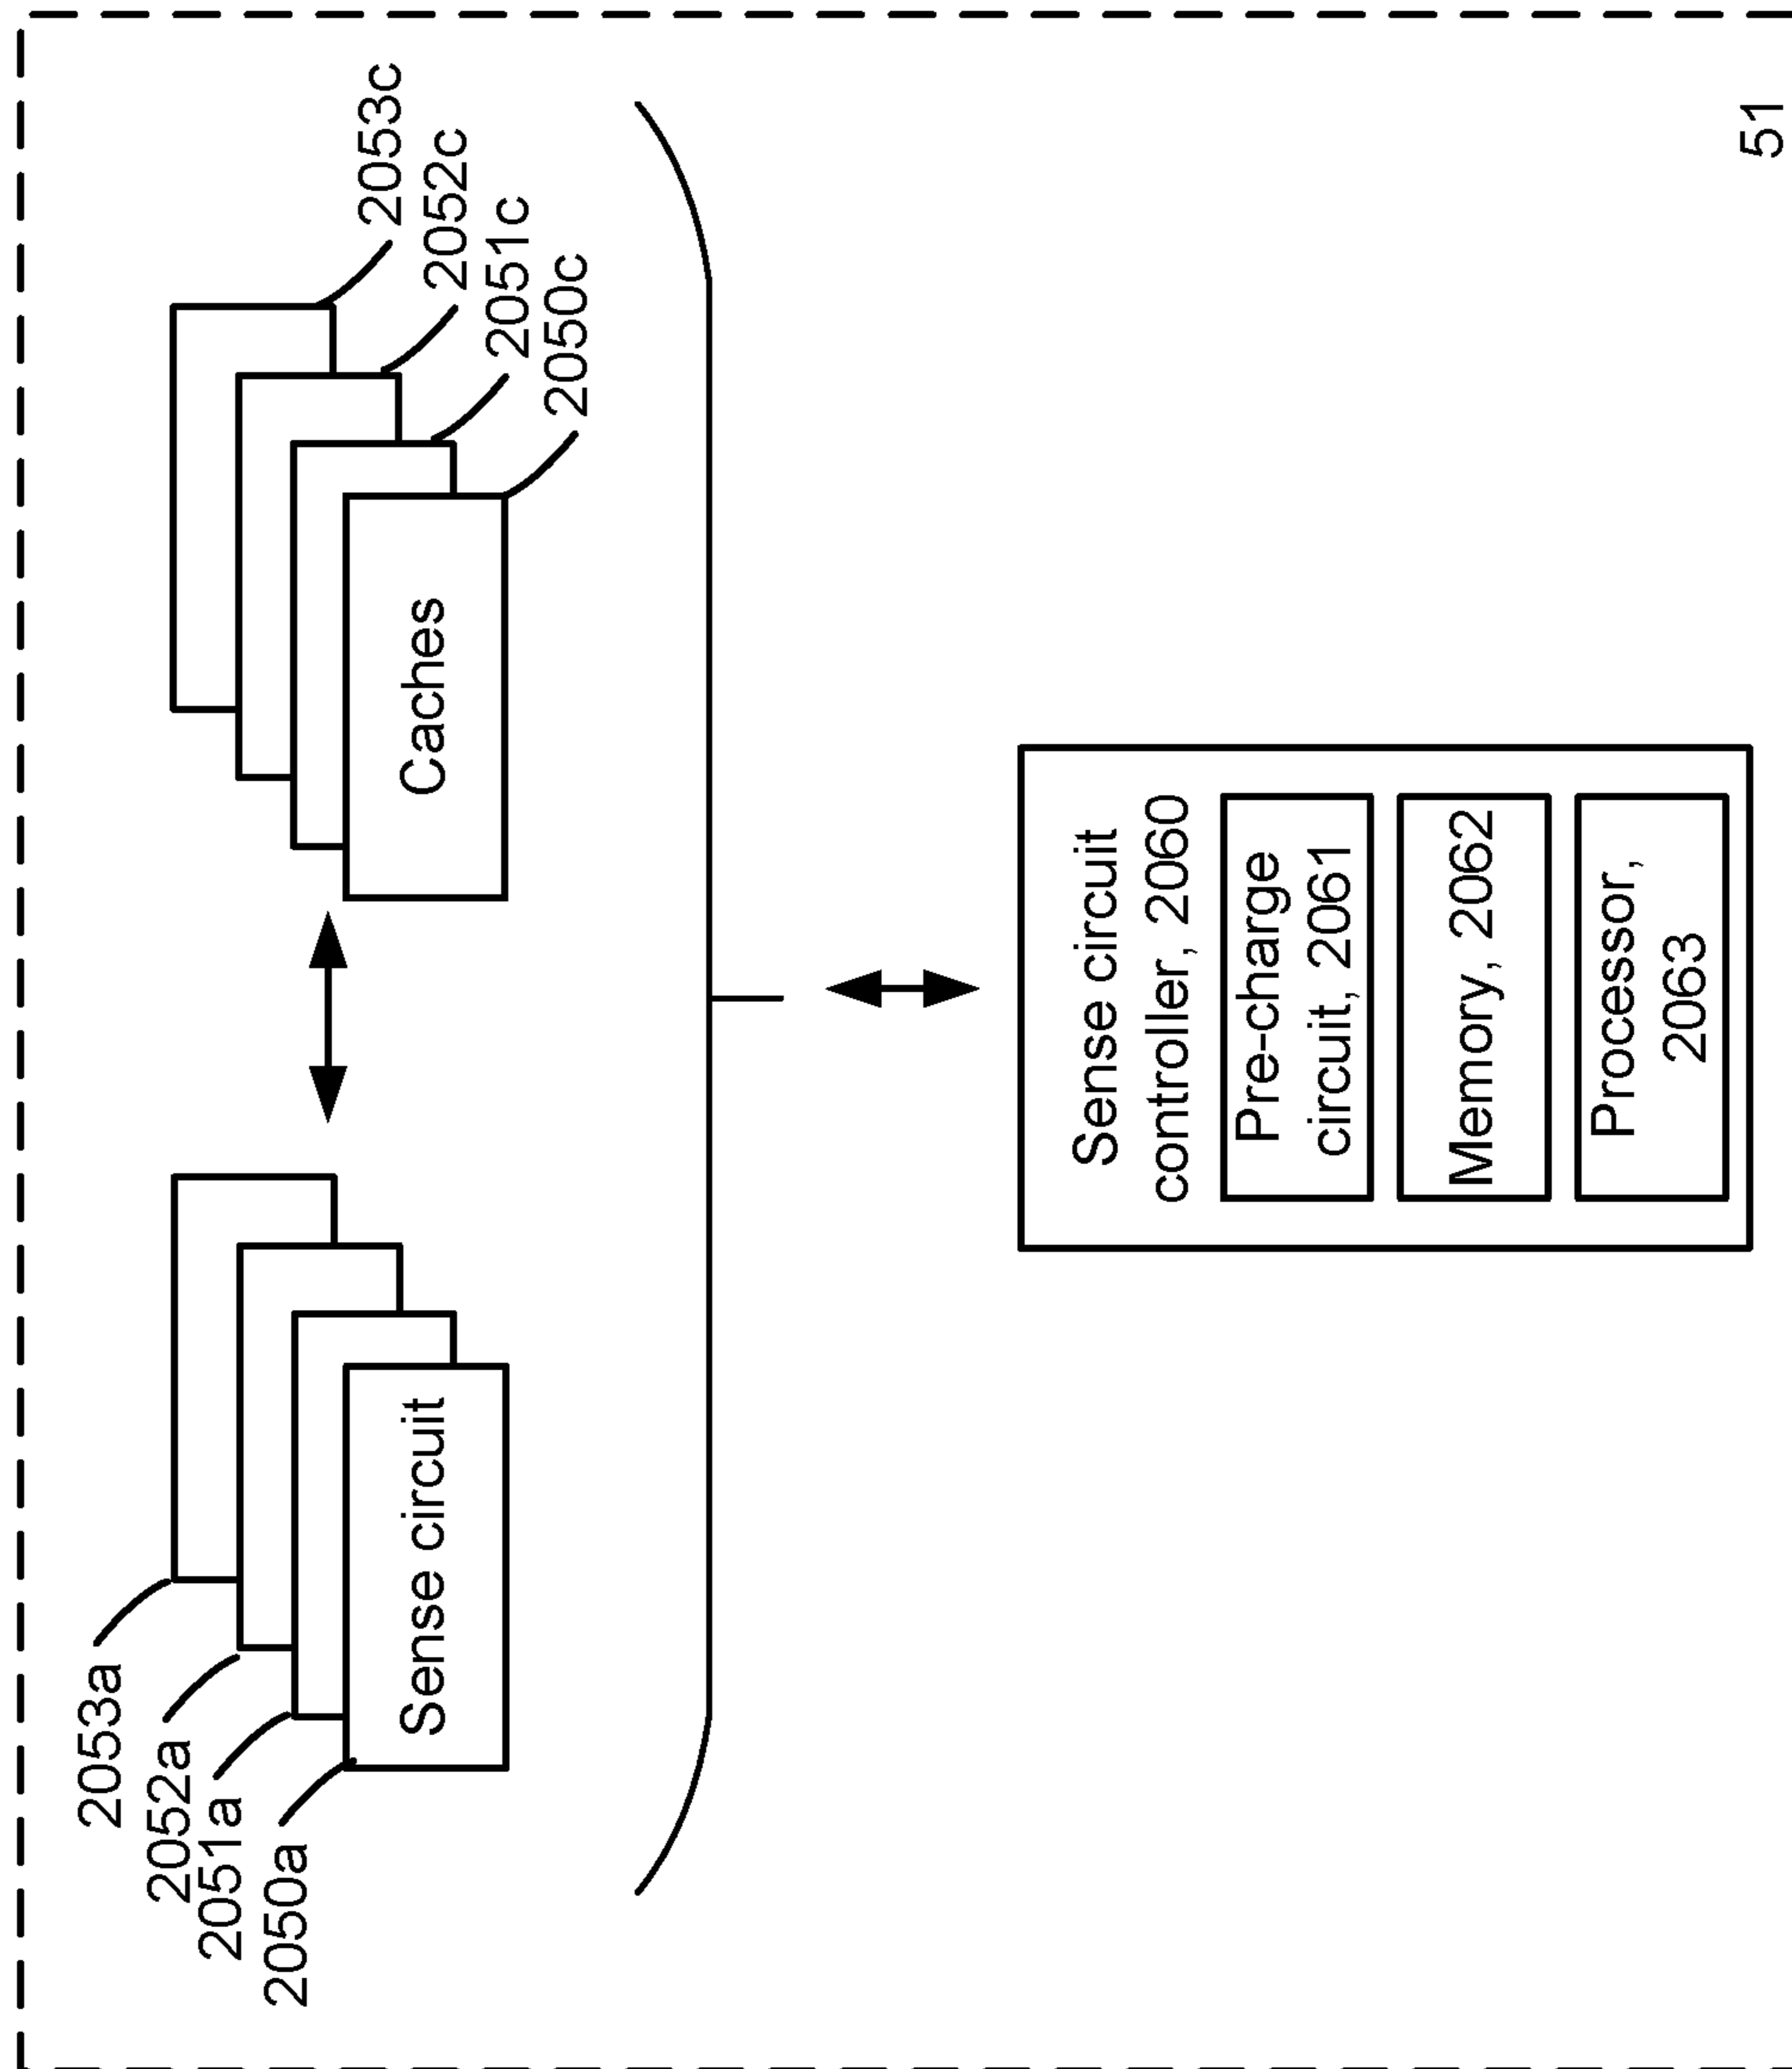 2053a
2052a
2051a
2050a
Sense circuit
2053c
2052c
2051c
2050c
Caches
Sense circuit
controller, 2060
Pre-charge
circuit, 2061
Memory, 2062
Processor,
2063
51